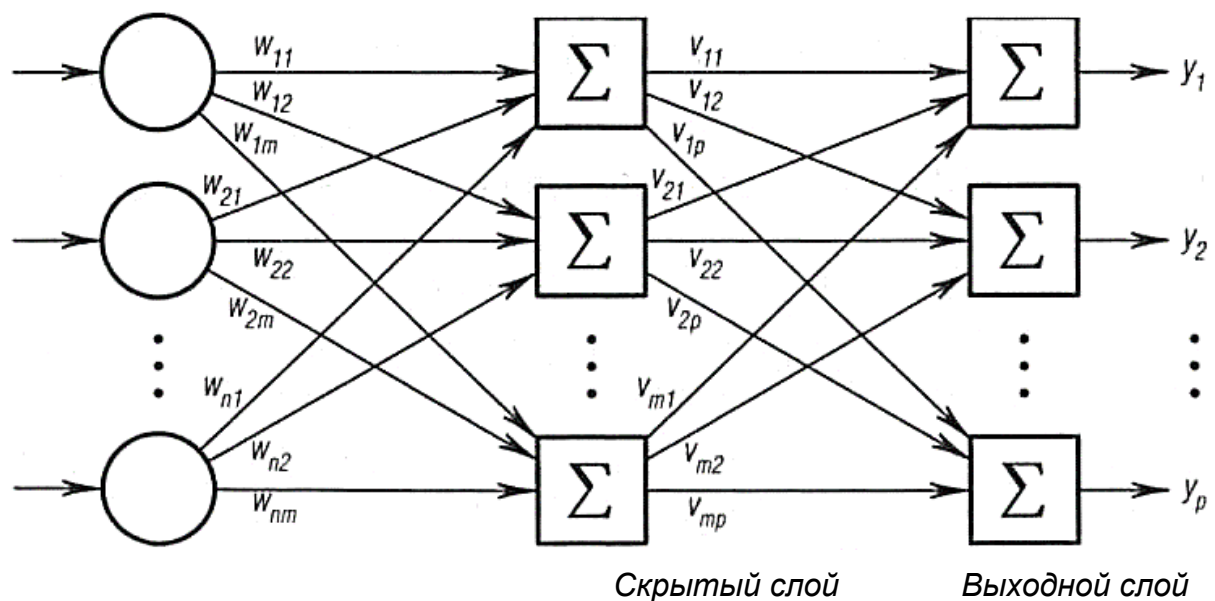 w11 Σ v11 Σ y1
w12 v12
w1m v1p
w21 v21
Σ Σ y2
w22 v22
w2m v2p
wn1 vm1
wn2 vm2
Σ Σ yp
wnm vmp
Скрытый слой Выходной слой